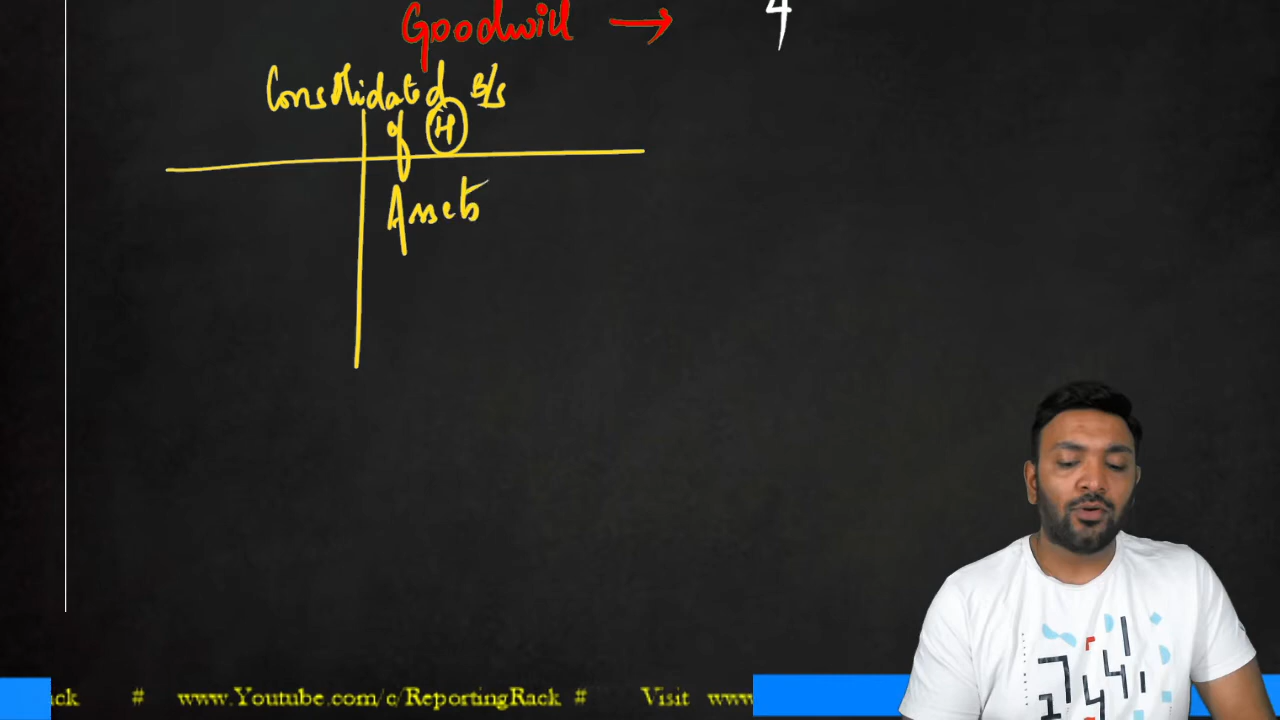 Goodwill → 4
Consolidated B/s
of H
Assets
ack # www.Youtube.com/c/ReportingRack # Visit www